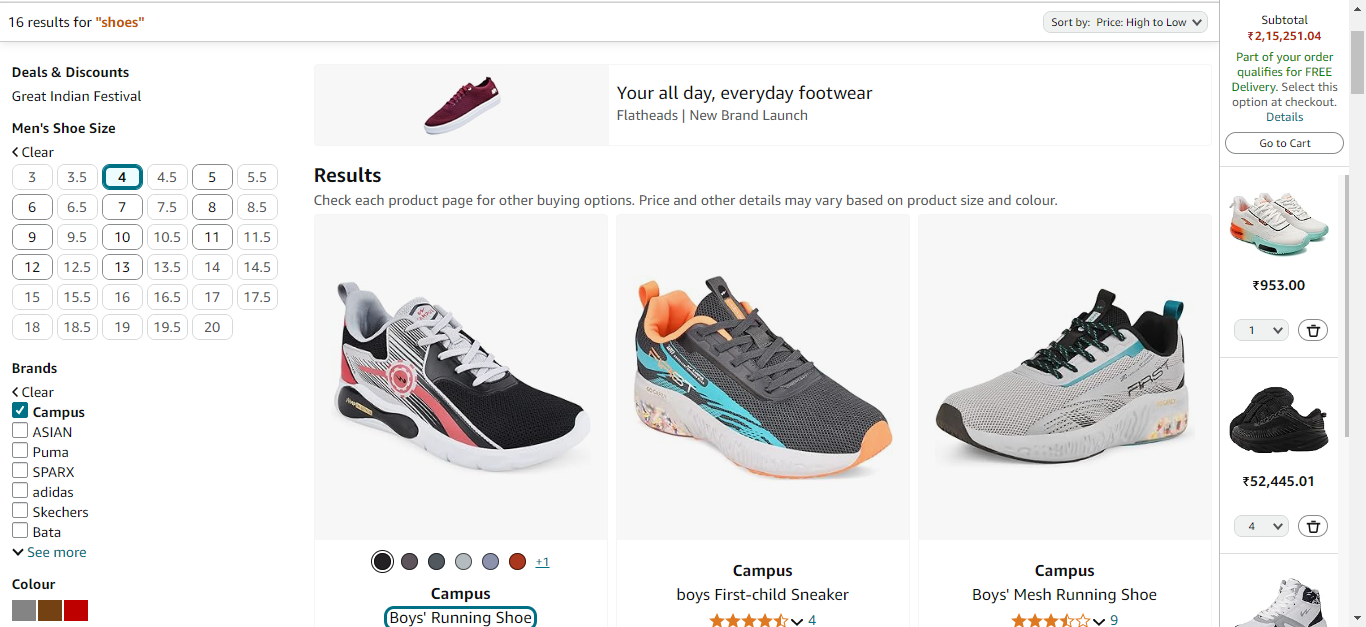 16 results for "shoes"
Sort by: Price: High to Low
Deals & Discounts
Great Indian Festival
Men's Shoe Size
Clear
3 3.5 4 4.5 5 5.5
6 6.5 7 7.5 8 8.5
9 9.5 10 10.5 11 11.5
12 12.5 13 13.5 14 14.5
15 15.5 16 16.5 17 17.5
18 18.5 19 19.5 20
Brands
Clear
Campus
ASIAN
Puma
SPARX
adidas
Skechers
Bata
See more
Colour
Your all day, everyday footwear
Flatheads | New Brand Launch
Results
Check each product page for other buying options. Price and other details may vary based on product size and colour.
+1
Campus
Boys' Running Shoe
Campus
boys First-child Sneaker
4
FIRST
Campus
Boys' Mesh Running Shoe
9
Subtotal
₹2,15,251.04
Part of your order
qualifies for FREE
Delivery. Select this
option at checkout.
Details
Go to Cart
₹953.00
1
₹52,445.01
4